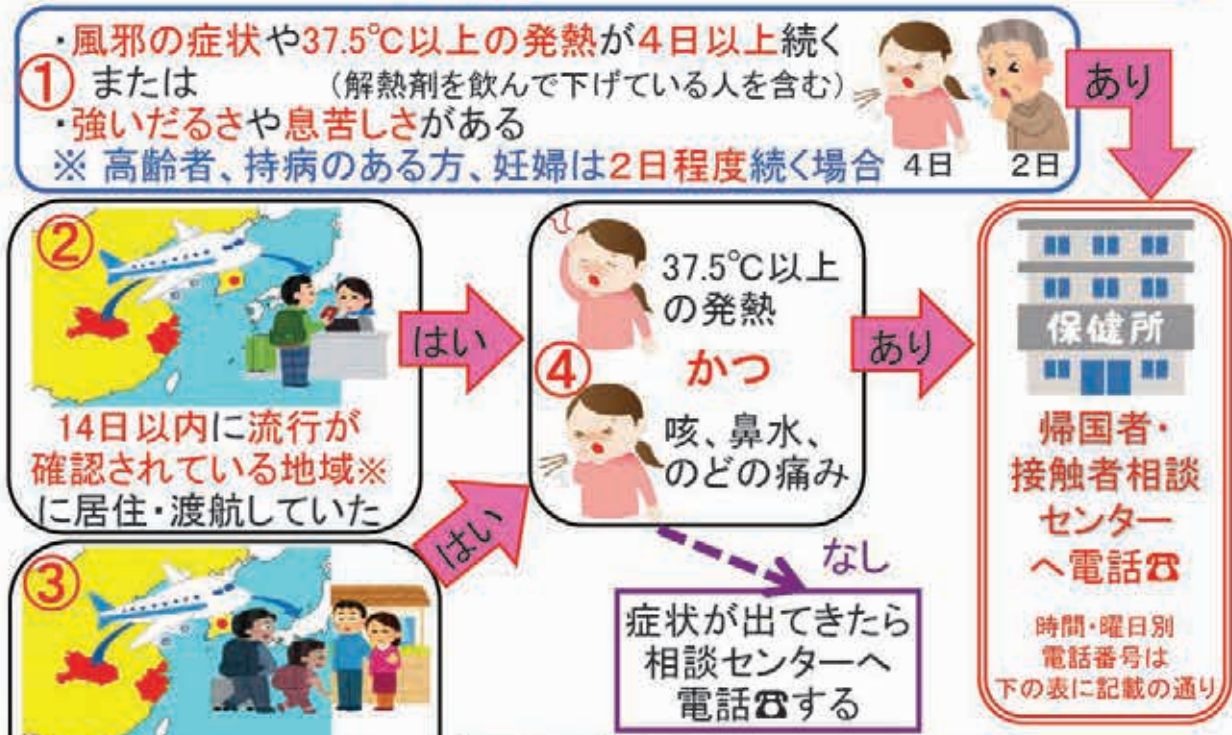 ・風邪の症状や37.5℃以上の発熱が4日以上続く
① または （解熱剤を飲んで下げている人を含む）
・強いだるさや息苦しさがある
※ 高齢者、持病のある方、妊婦は2日程度続く場合
4日 2日
あり
②
14日以内に流行が
確認されている地域※
に居住・渡航していた
はい
③
はい
④
37.5℃以上
の発熱
かつ
咳、鼻水、
のどの痛み
あり
なし
症状が出てきたら
相談センターへ
電話☎する
保健所
帰国者・
接触者相談
センター
へ電話☎
時間・曜日別
電話番号は
下の表に記載の通り